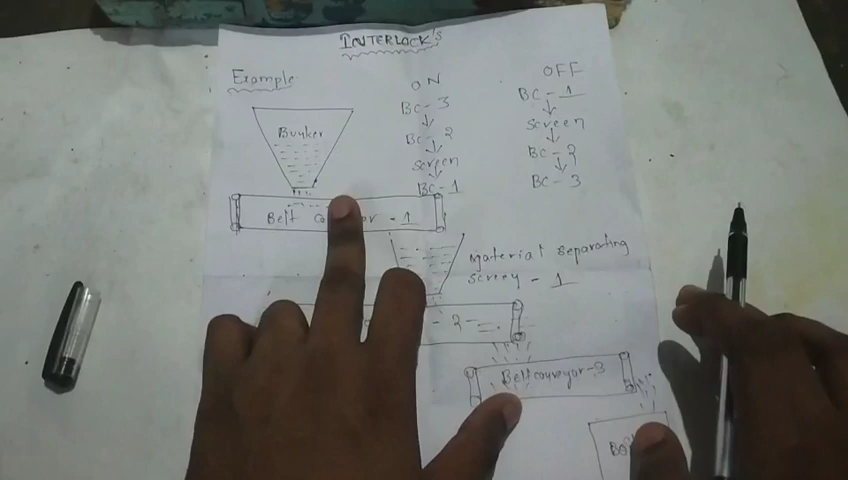 INTERLOCK's
Example
Bunker
ON
BC-3
BC-2
Screen
BC-1
OFF
BC-1
Screen
BC-2
BC-3
Belt - 1
Material separating
screen - 1
- 2
Belt conveyor-3